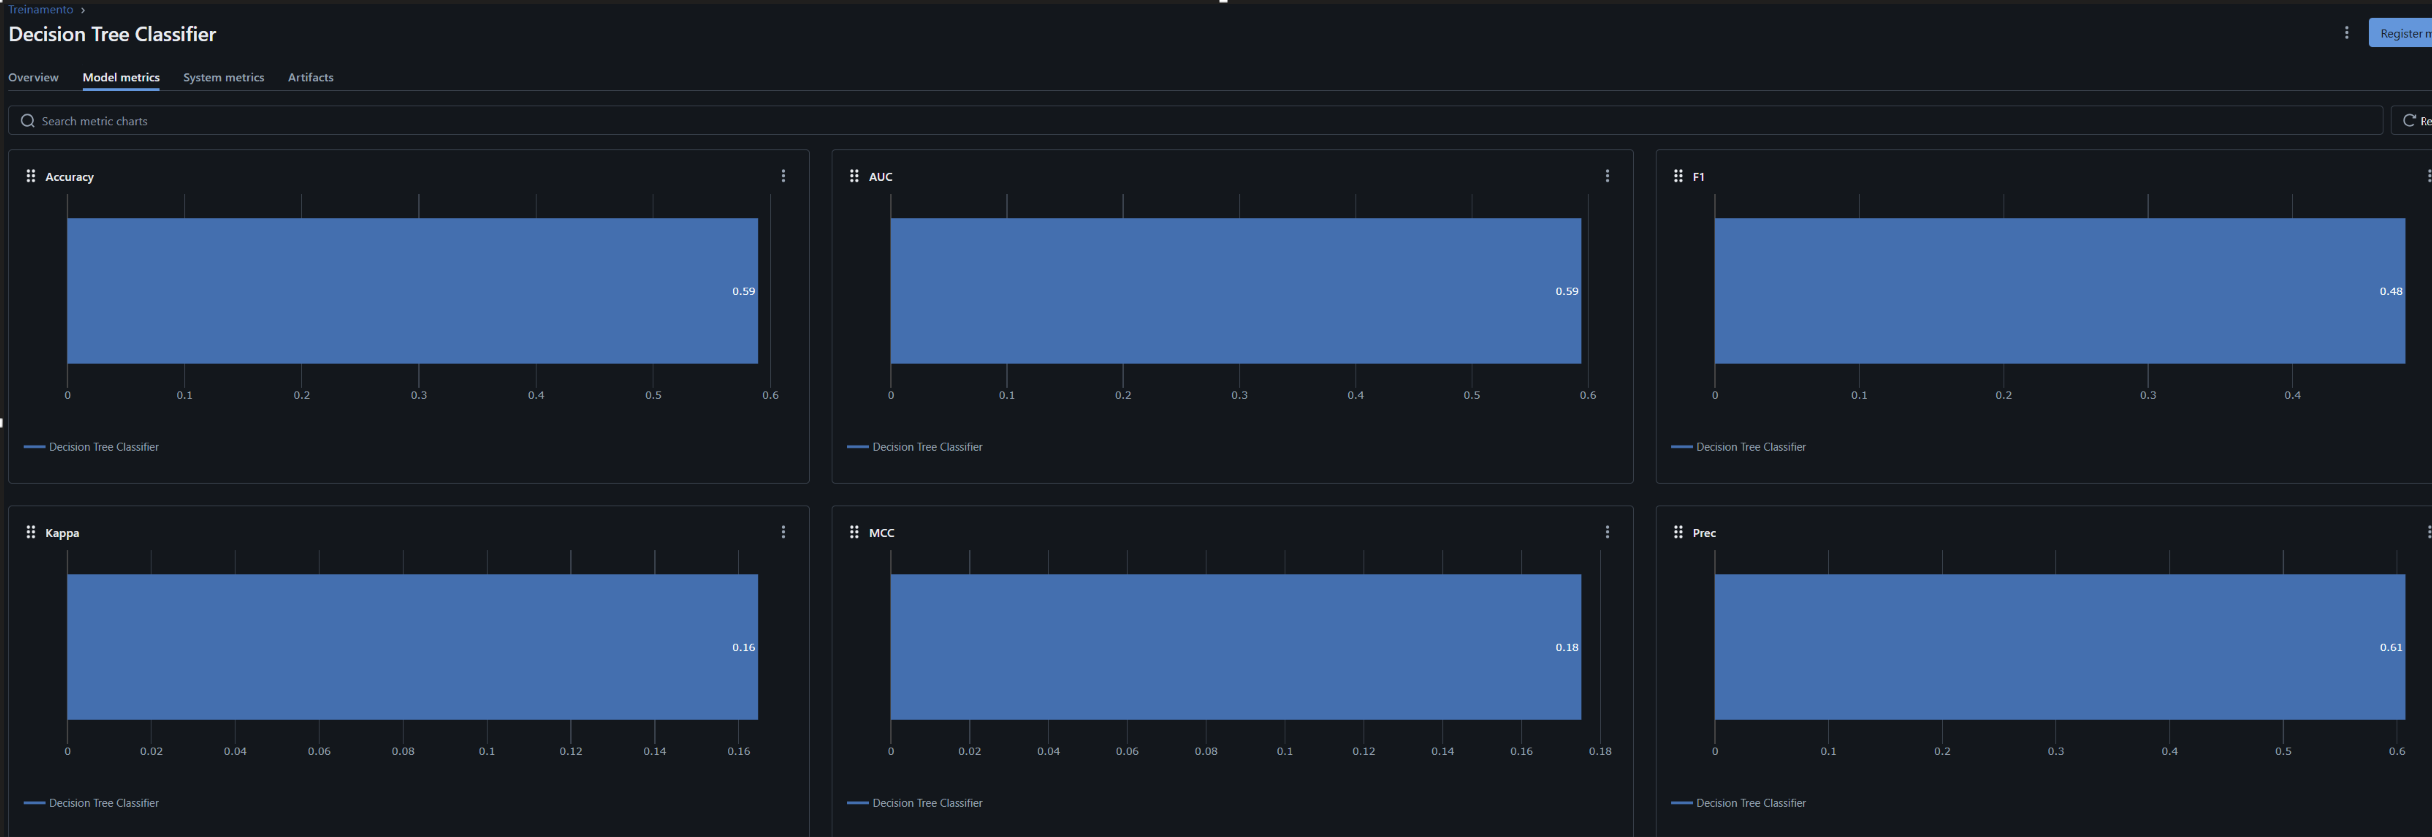 Treinamento ›
Decision Tree Classifier
Register m
Overview Model metrics System metrics Artifacts
Search metric charts
Re
Accuracy
0.59
0 0.1 0.2 0.3 0.4 0.5 0.6
Decision Tree Classifier
AUC
0.59
0 0.1 0.2 0.3 0.4 0.5 0.6
Decision Tree Classifier
F1
0.48
0 0.1 0.2 0.3 0.4
Decision Tree Classifier
Kappa
0.16
0 0.02 0.04 0.06 0.08 0.1 0.12 0.14 0.16
Decision Tree Classifier
MCC
0.18
0 0.02 0.04 0.06 0.08 0.1 0.12 0.14 0.16 0.18
Decision Tree Classifier
Prec
0.61
0 0.1 0.2 0.3 0.4 0.5 0.6
Decision Tree Classifier